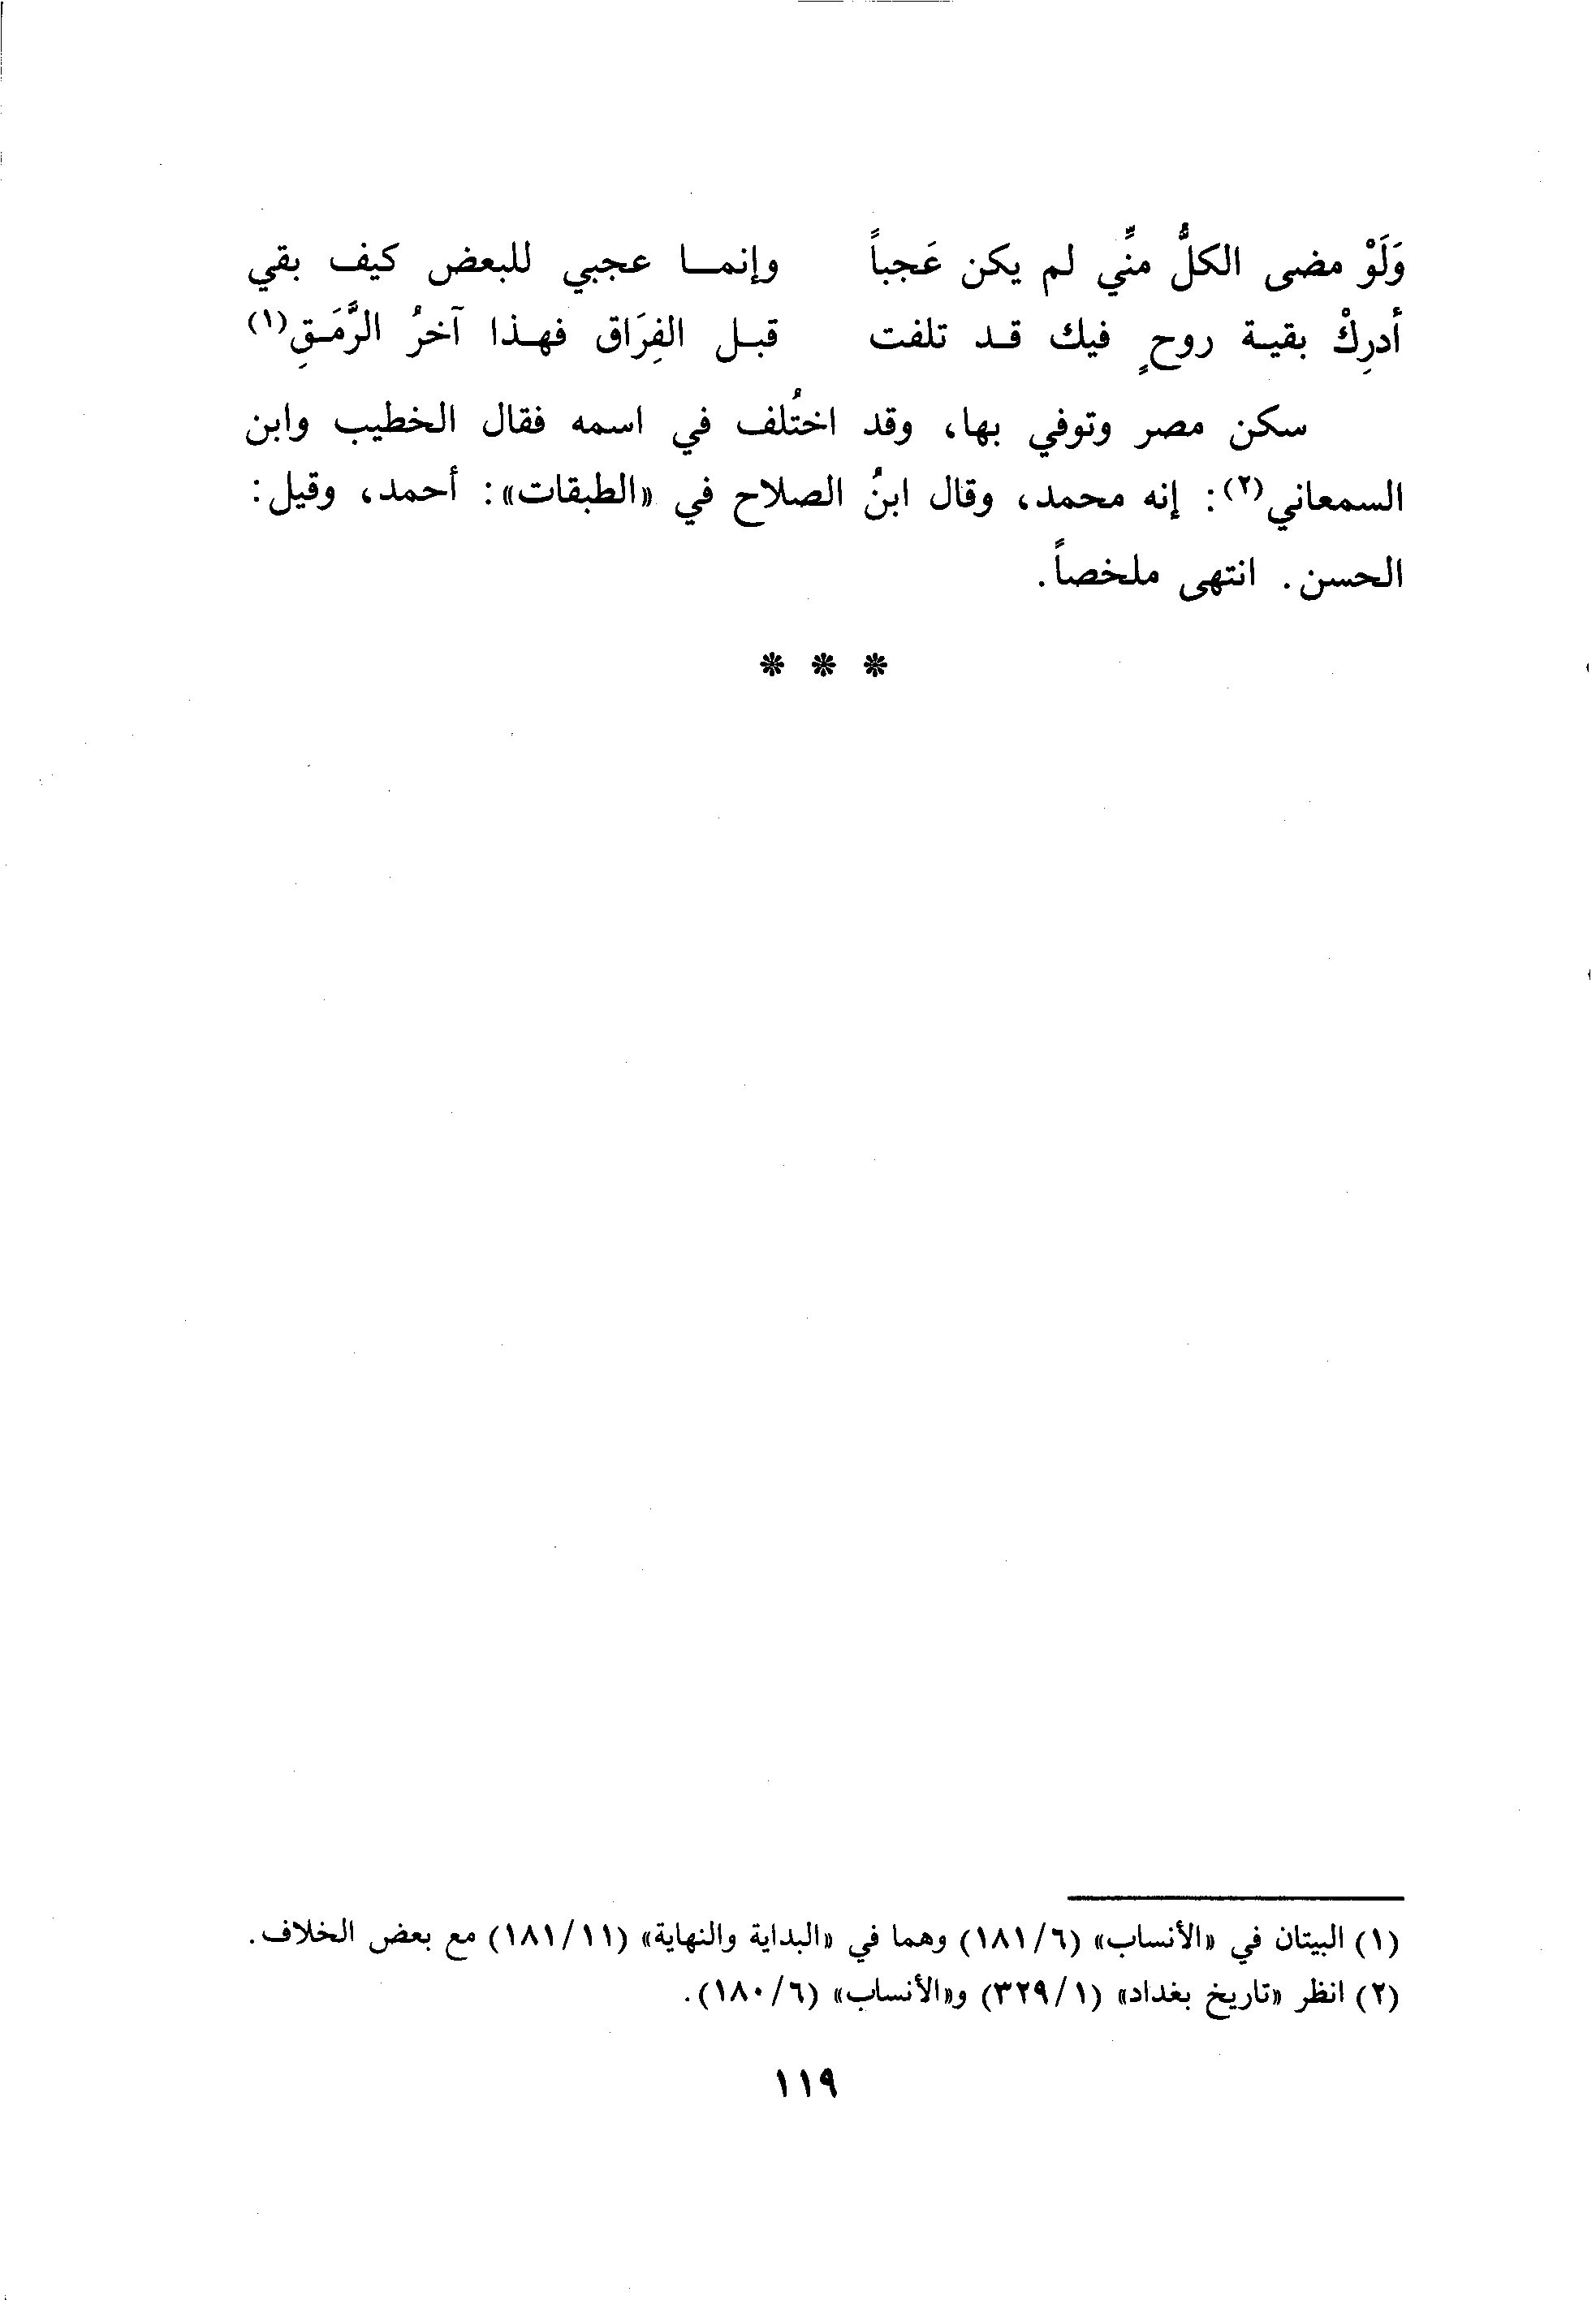 وَلَوْ مضى الكلُّ منِّي لم يكن عَجباً وإنمـــا عجبي للبعض كيف بقي
أدرِكْ بقيـة روحٍ فيك قـد تلفت قبـل الفِرَاق فهـذا آخرُ الرَّمَـقِ(١)
سكن مصر وتوفي بها، وقد اختُلف في اسمه فقال الخطيب وابن
السمعاني(٢): إنه محمد، وقال ابنُ الصلاح في «الطبقات»: أحمد، وقيل:
الحسن. انتهى ملخصاً.
* * *
(١) البيتان في «الأنساب» (٦/ ١٨١) وهما في «البداية والنهاية» (١١/ ١٨١) مع بعض الخلاف.
(٢) انظر «تاريخ بغداد» (١/ ٣٢٩) و«الأنساب» (٦/ ١٨٠).
١١٩